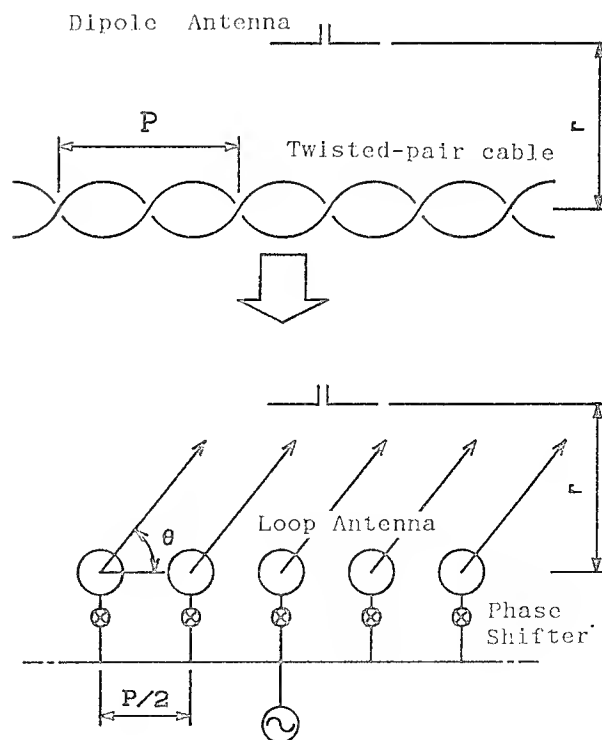 Dipole Antenna
r
P
Twisted-pair cable
r
θ
Loop Antenna
Phase
Shifter
P/2